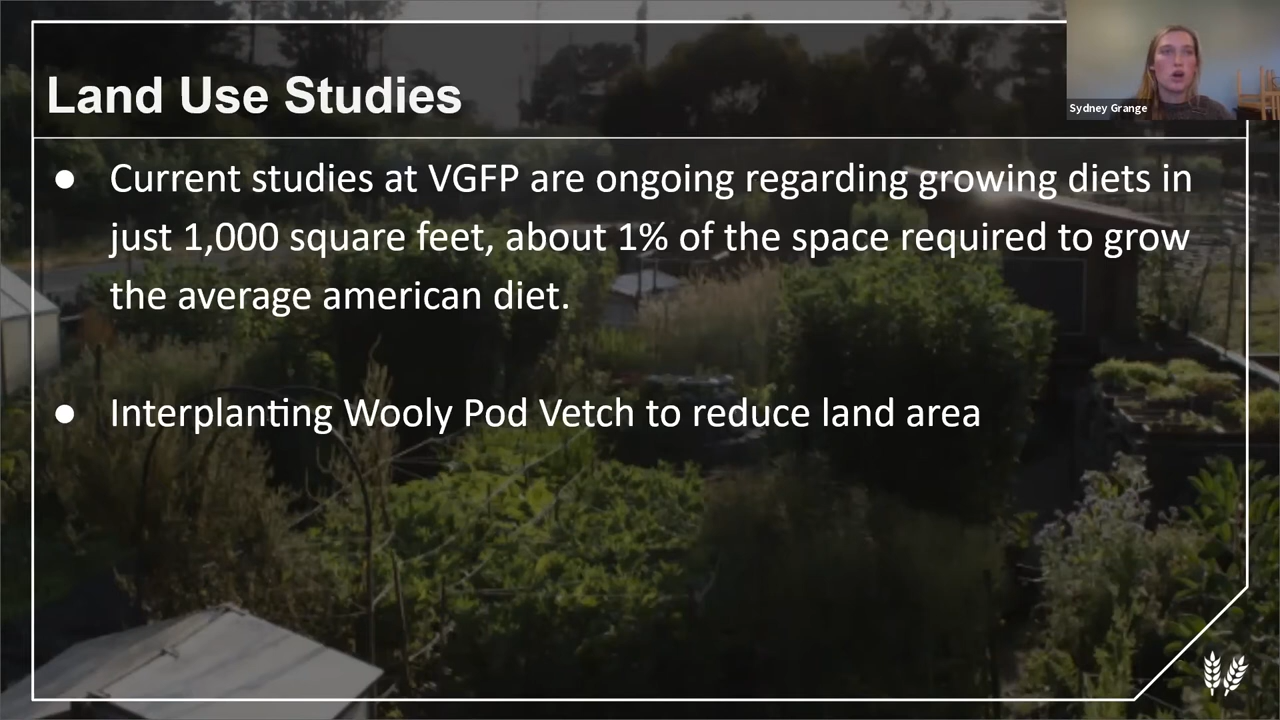 Sydney Grange
Land Use Studies
● Current studies at VGFP are ongoing regarding growing diets in
just 1,000 square feet, about 1% of the space required to grow
the average american diet.
● Interplanting Wooly Pod Vetch to reduce land area